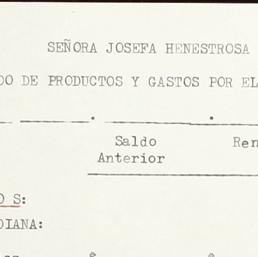 SEÑORA JOSEFA HENESTROSA
DO DE PRODUCTOS Y GASTOS POR EL
Saldo Ren
Anterior
O S:
DIANA: